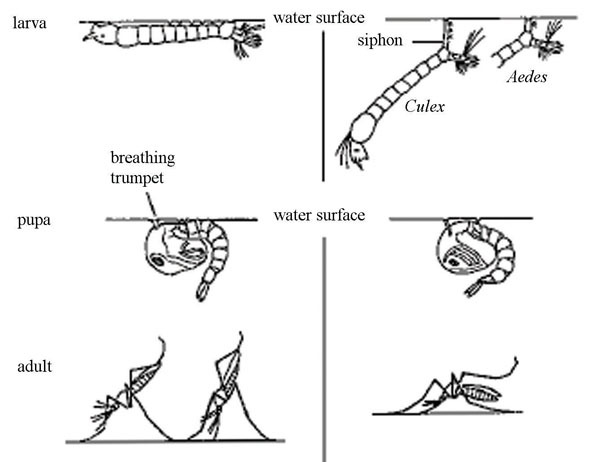 larva
water surface
siphon
Aedes
Culex
breathing
trumpet
pupa
water surface
adult